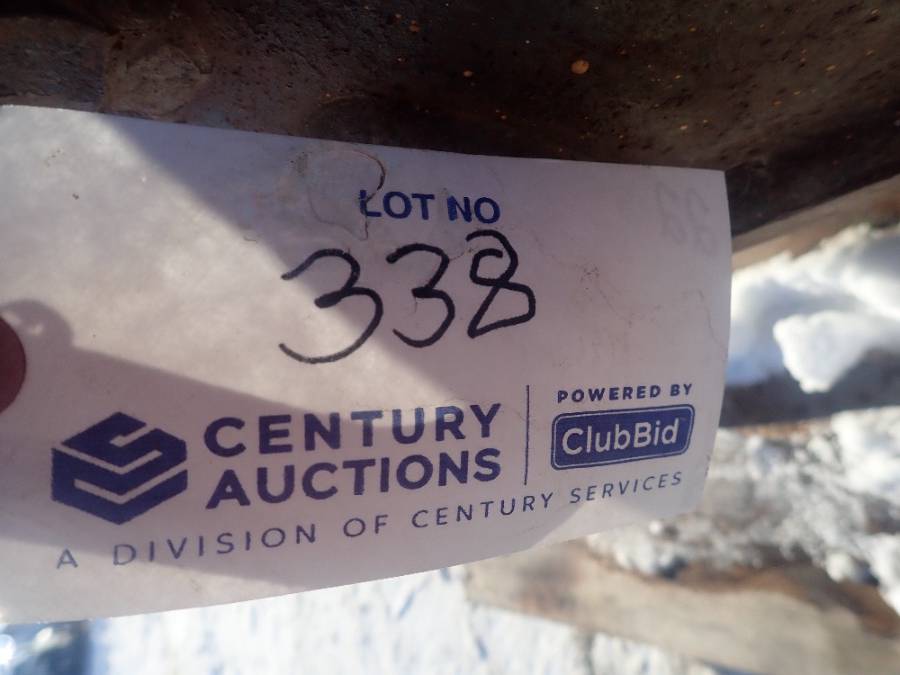 LOT NO
338
CENTURY
AUCTIONS
POWERED BY
ClubBid
A DIVISION OF CENTURY SERVICES